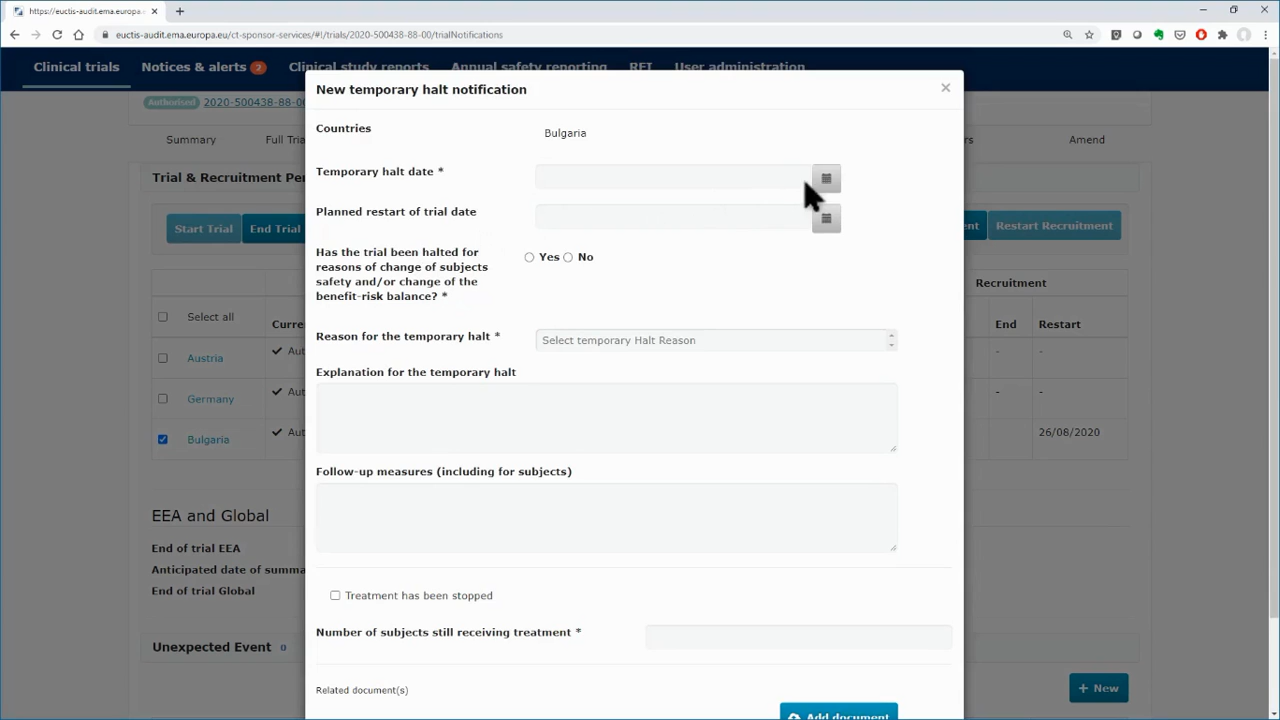 https://euctis-audit.ema.europa.eu
euctis-audit.ema.europa.eu/ct-sponsor-services/#!/trials/2020-500438-88-00/trialNotifications
Clinical trials
Notices & alerts 2
Clinical study reports
Annual safety reporting
RFI
User administration
Authorised 2020-500438-88-00
Summary
Full Tria
Amend
New temporary halt notification
×
Countries
Bulgaria
Temporary halt date *
Planned restart of trial date
Has the trial been halted for
reasons of change of subjects
safety and/or change of the
benefit-risk balance? *
Yes
No
Reason for the temporary halt *
Select temporary Halt Reason
Explanation for the temporary halt
Follow-up measures (including for subjects)
Treatment has been stopped
Number of subjects still receiving treatment *
Related document(s)
Add document
Trial & Recruitment Per
Start Trial
End Trial
Restart Recruitment
Recruitment
Select all
Curre
End
Restart
Austria
Aut
-
-
Germany
Aut
-
-
Bulgaria
Aut
26/08/2020
EEA and Global
End of trial EEA
Anticipated date of summa
End of trial Global
Unexpected Event 0
+ New